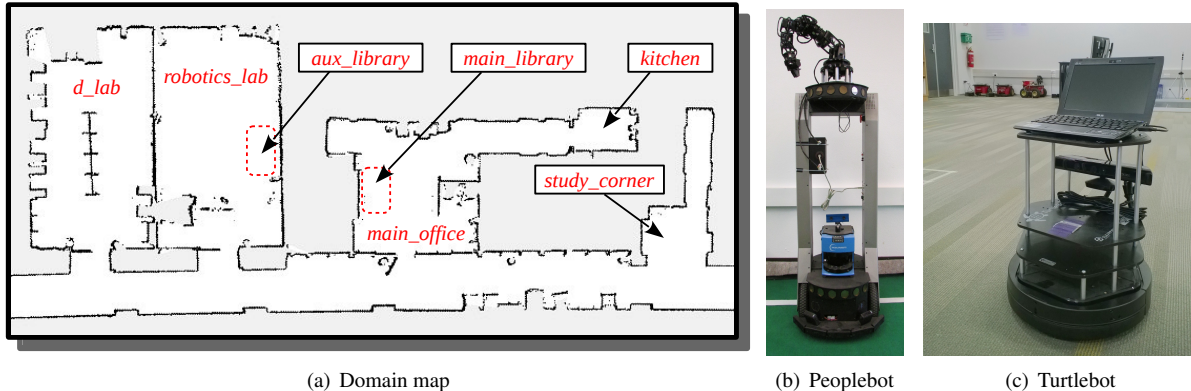 aux_library
main_library
kitchen
robotics_lab
d_lab
study_corner
main_office
(a) Domain map
(b) Peoplebot
(c) Turtlebot